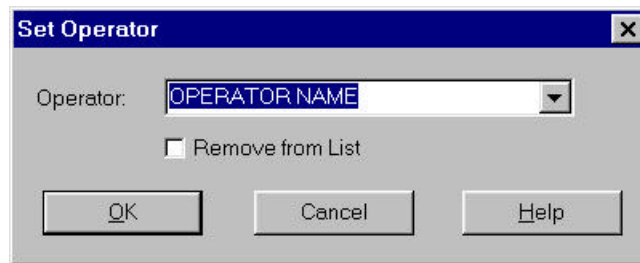 Set Operator
Operator: OPERATOR NAME
Remove from List
OK Cancel Help